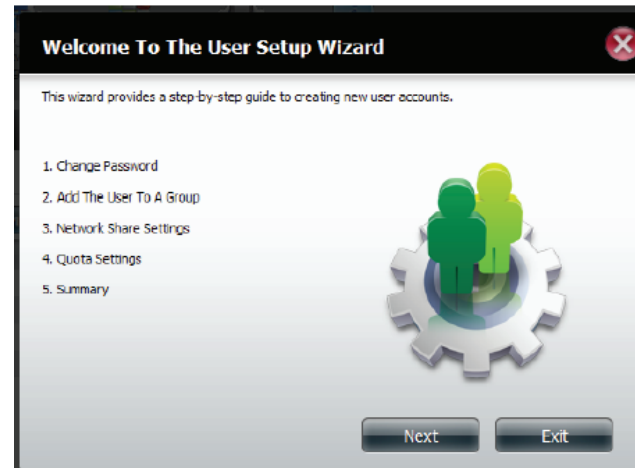 Welcome To The User Setup Wizard
This wizard provides a step-by-step guide to creating new user accounts.
1. Change Password
2. Add The User To A Group
3. Network Share Settings
4. Quota Settings
5. Summary
Next Exit